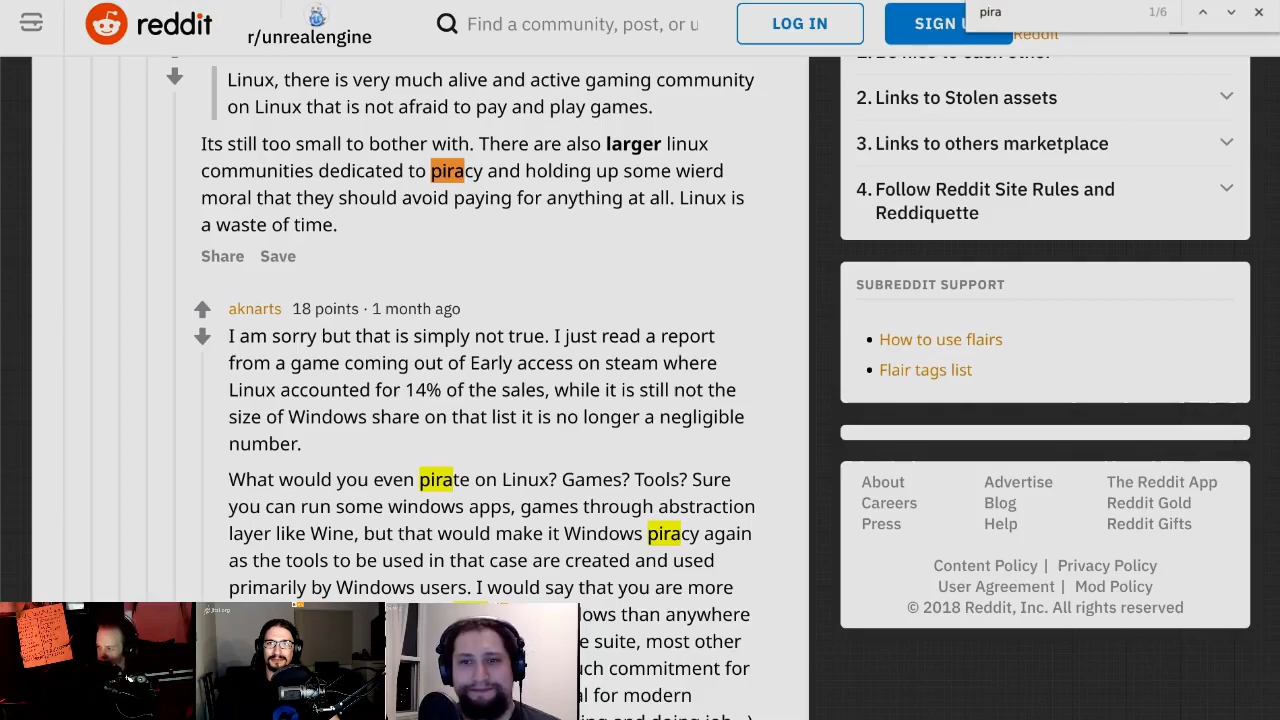 reddit
r/unrealengine
Find a community, post, or u
LOG IN
SIGN U
pira
1/6
Reddit
Linux, there is very much alive and active gaming community
on Linux that is not afraid to pay and play games.
Its still too small to bother with. There are also larger linux
communities dedicated to piracy and holding up some wierd
moral that they should avoid paying for anything at all. Linux is
a waste of time.
Share Save
aknarts 18 points · 1 month ago
I am sorry but that is simply not true. I just read a report
from a game coming out of Early access on steam where
Linux accounted for 14% of the sales, while it is still not the
size of Windows share on that list it is no longer a negligible
number.
What would you even pirate on Linux? Games? Tools? Sure
you can run some windows apps, games through abstraction
layer like Wine, but that would make it Windows piracy again
as the tools to be used in that case are created and used
primarily by Windows users. I would say that you are more
lows than anywhere
e suite, most other
uch commitment for
al for modern
2. Links to Stolen assets
3. Links to others marketplace
4. Follow Reddit Site Rules and
Reddiquette
SUBREDDIT SUPPORT
• How to use flairs
• Flair tags list
About Advertise The Reddit App
Careers Blog Reddit Gold
Press Help Reddit Gifts
Content Policy | Privacy Policy
User Agreement | Mod Policy
© 2018 Reddit, Inc. All rights reserved